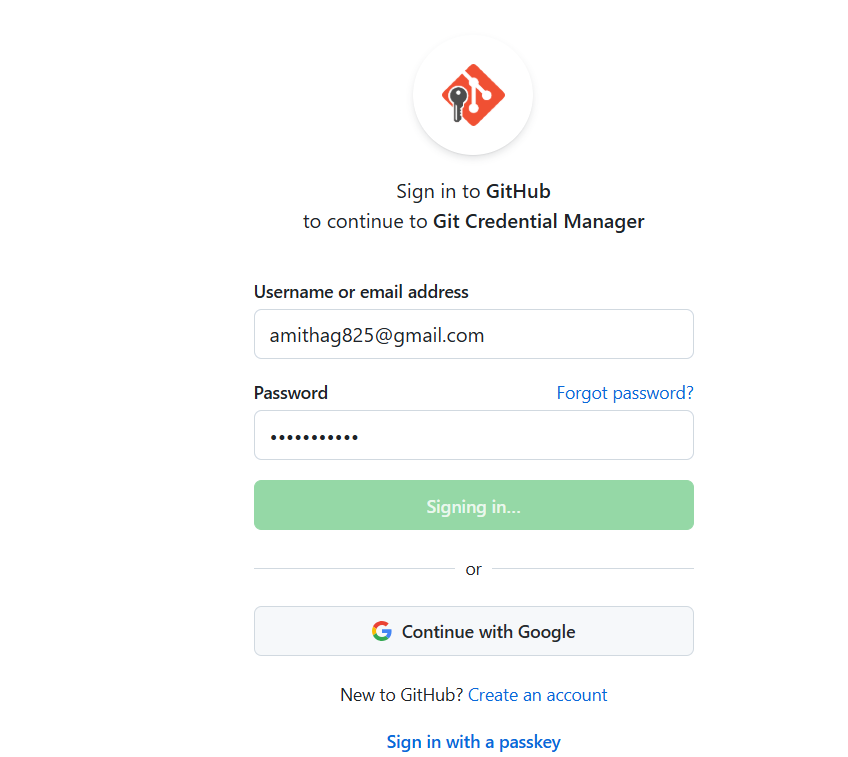 Sign in to GitHub
to continue to Git Credential Manager
Username or email address
amithag825@gmail.com
Password Forgot password?
•••••••••••
Signing in...
or
Continue with Google
New to GitHub? Create an account
Sign in with a passkey